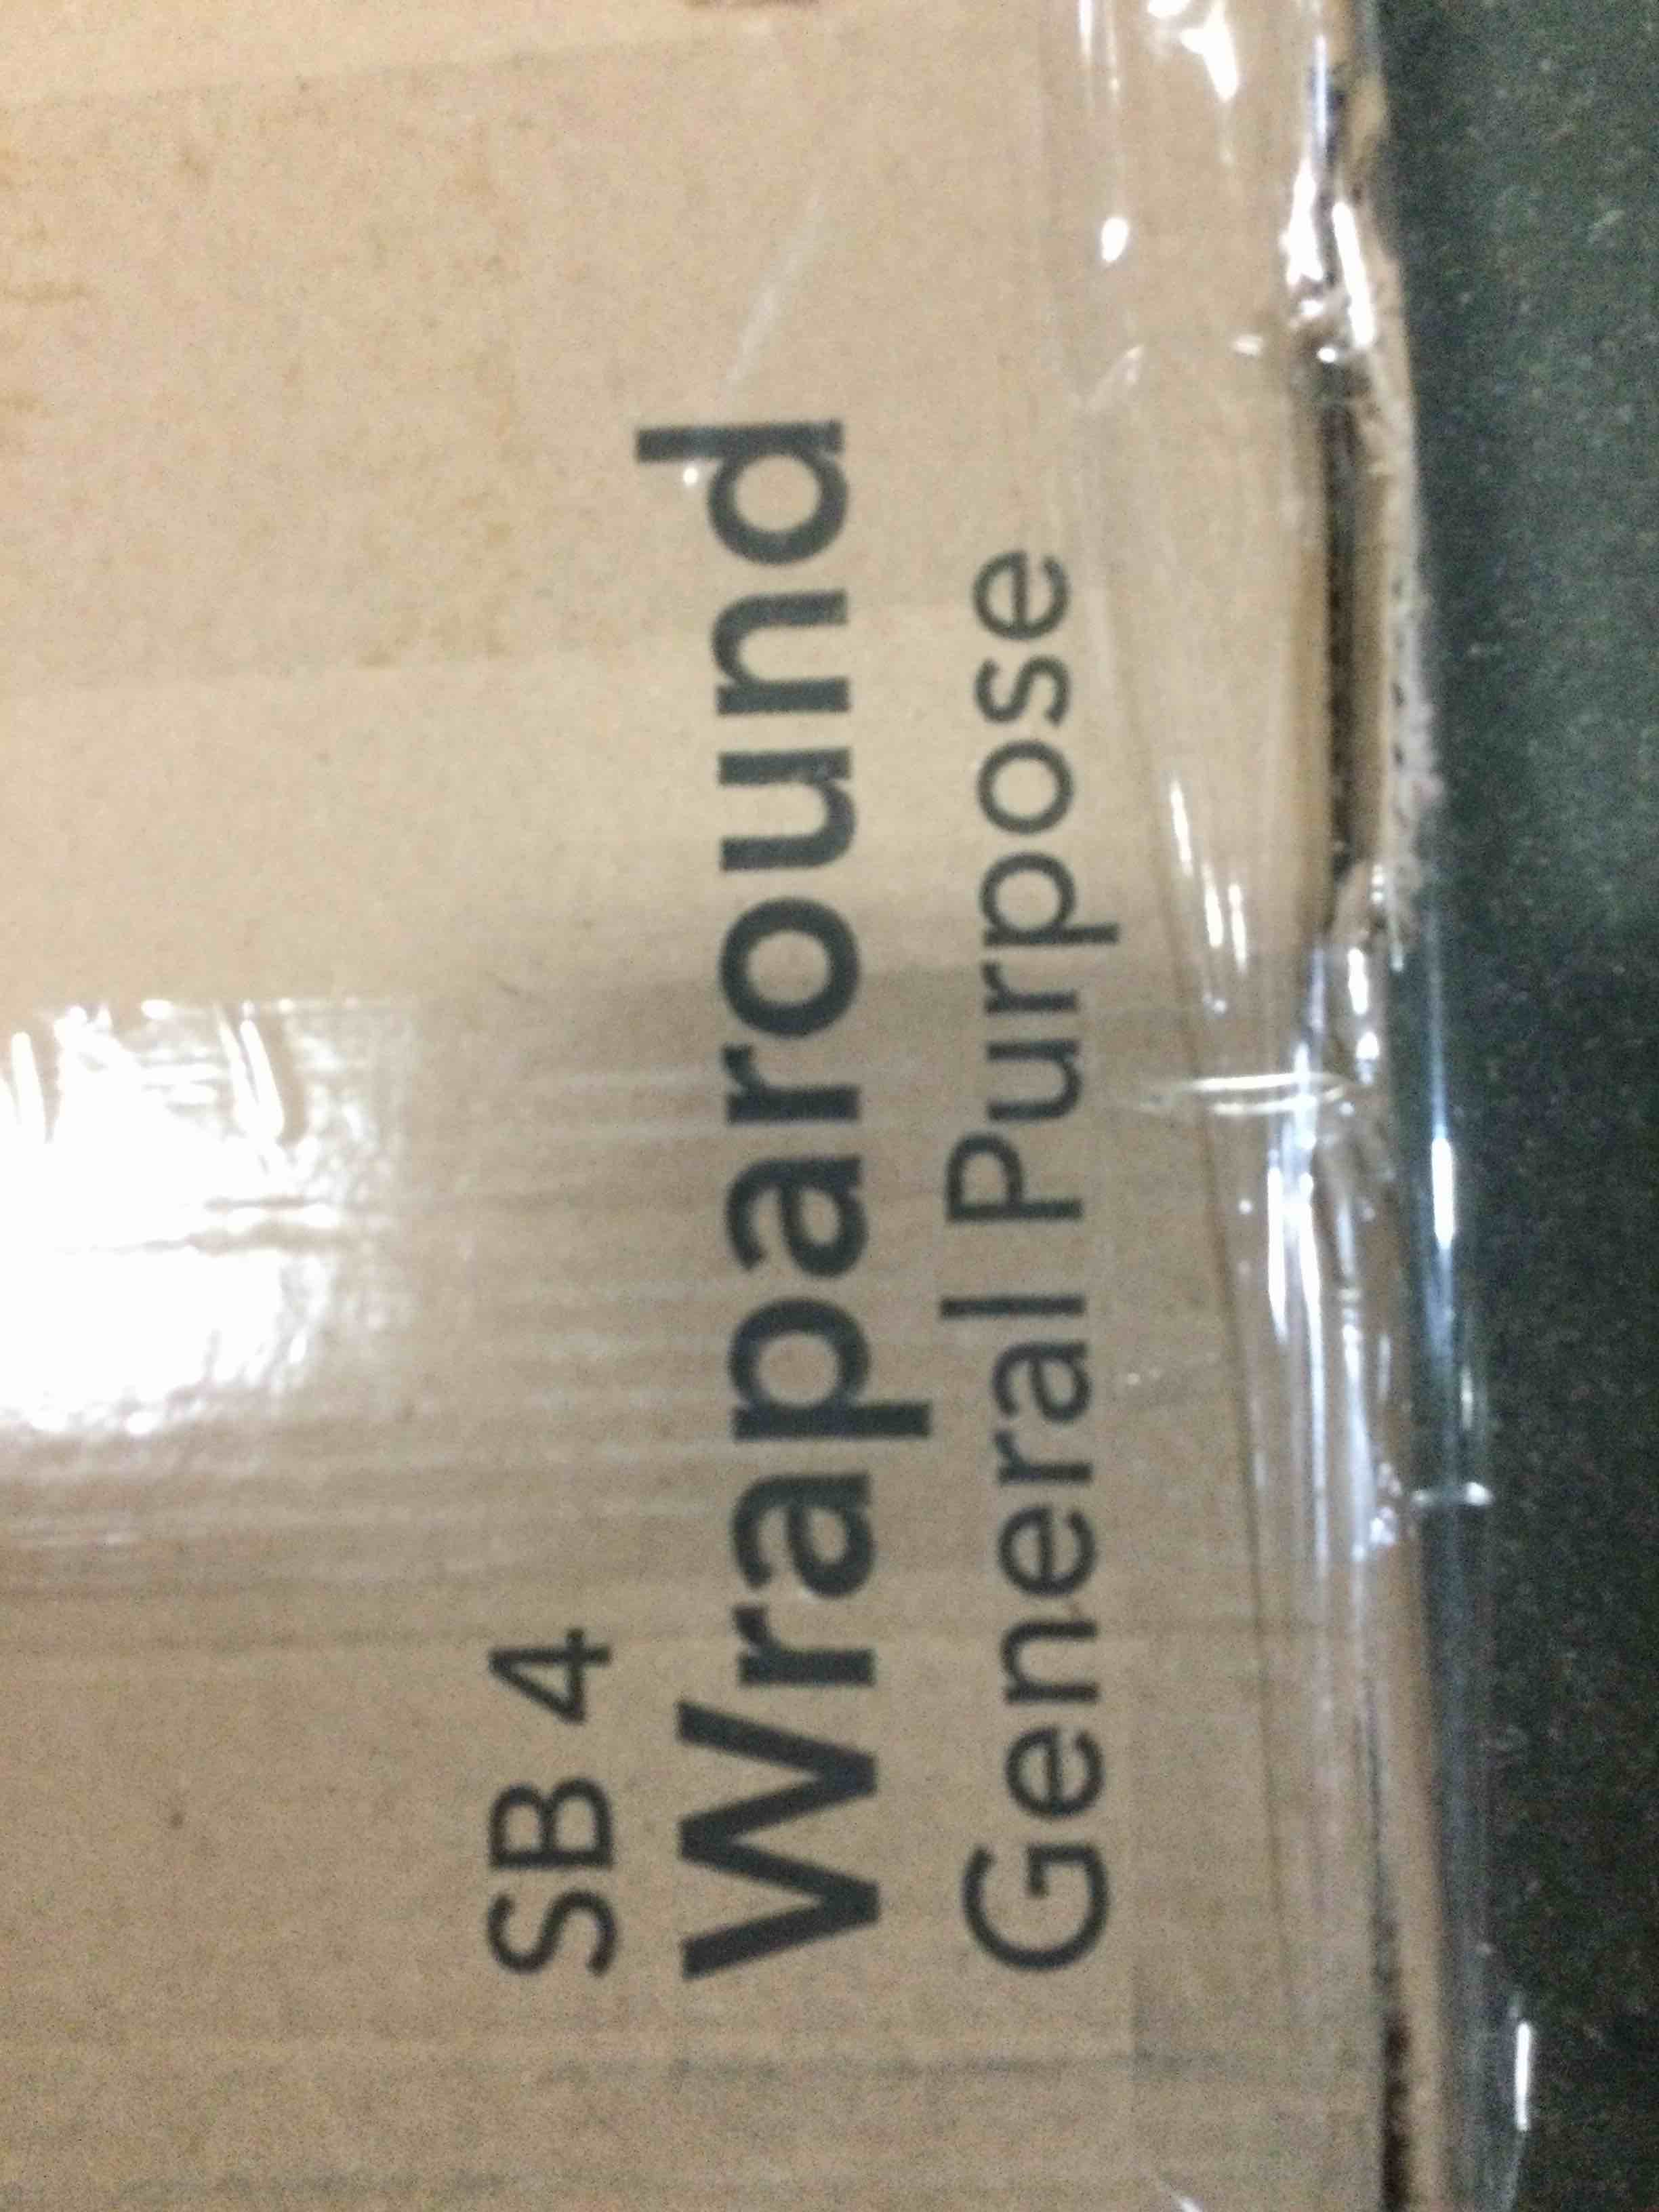 SB 4
Wraparound
General Purpose